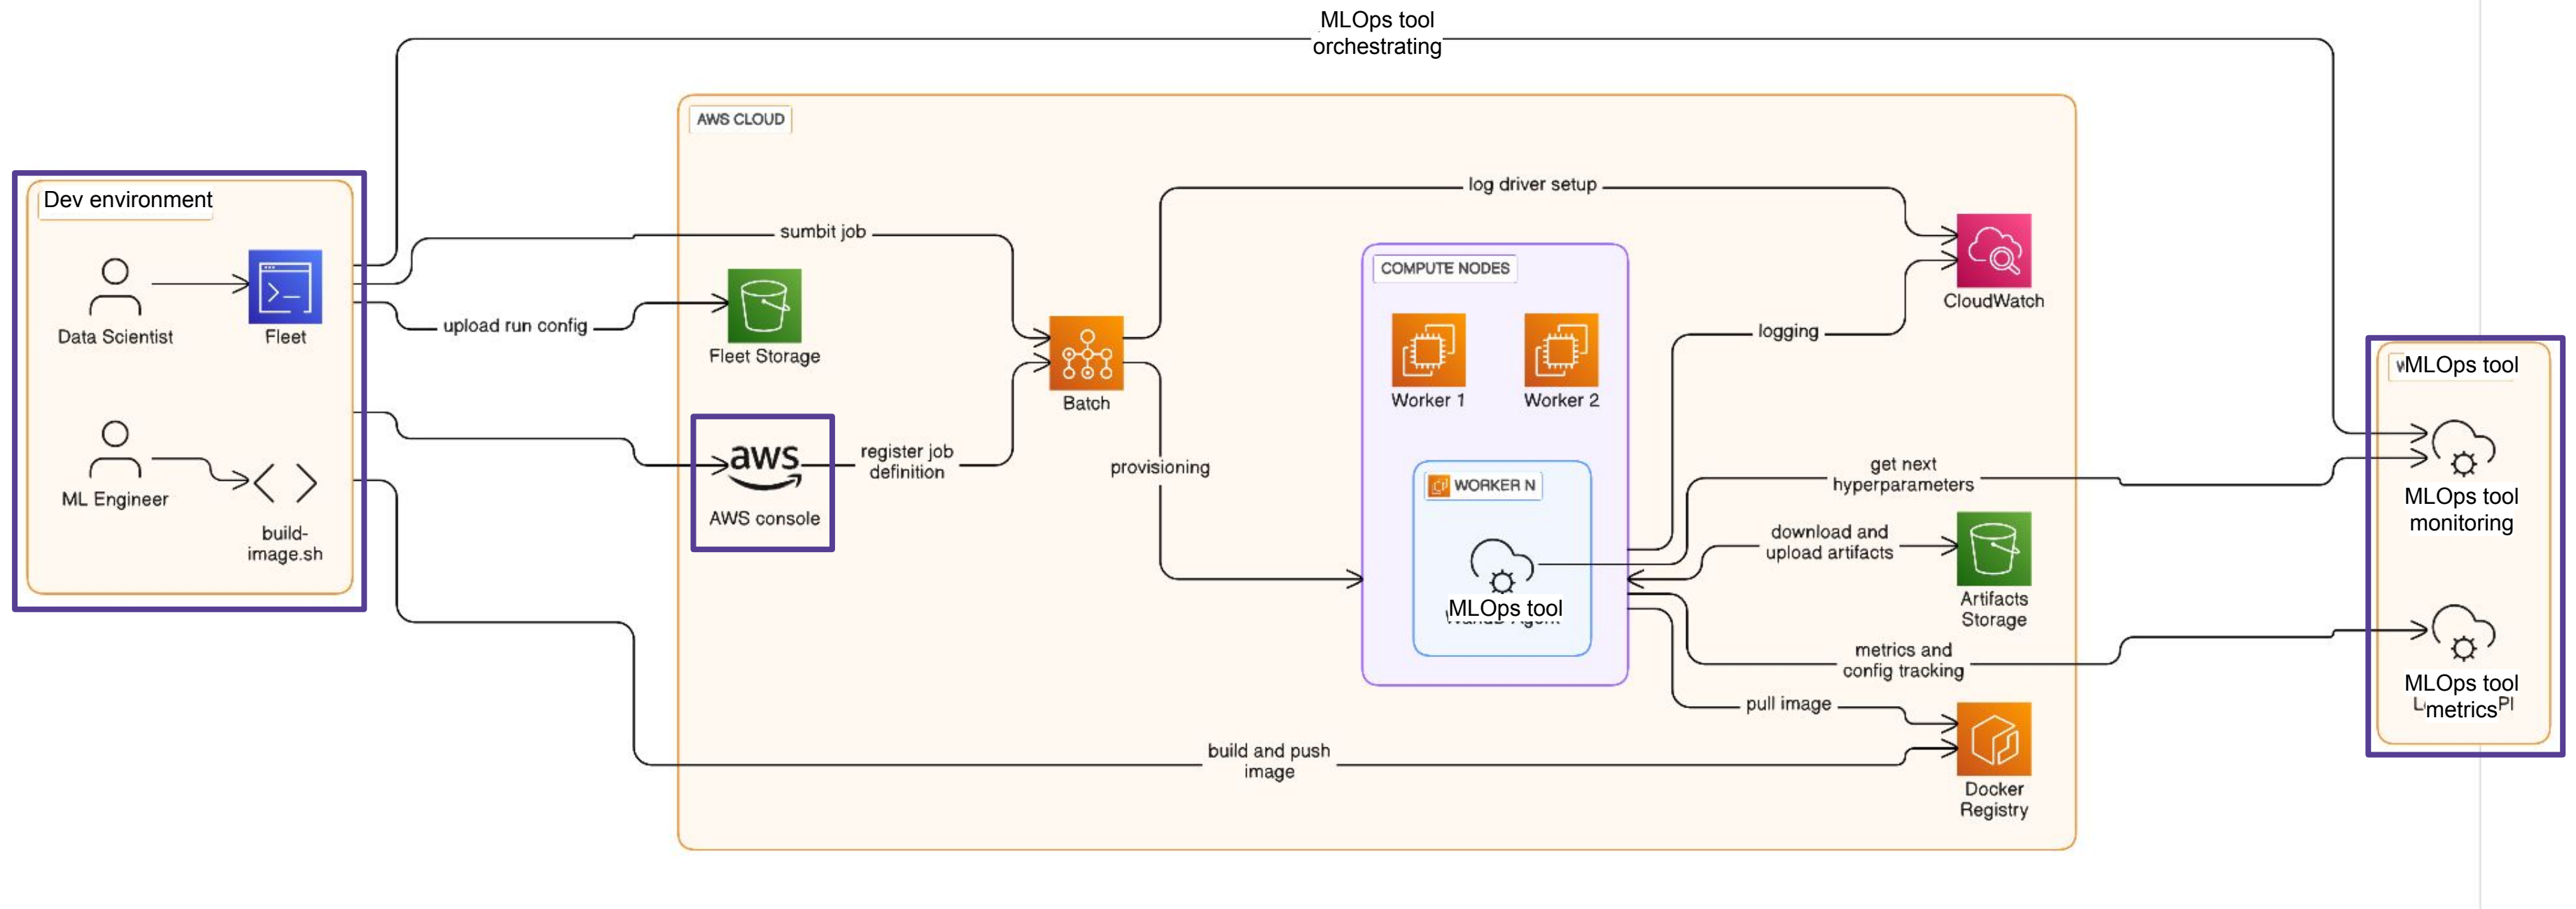 MLOps tool
orchestrating
AWS CLOUD
Dev environment
Data Scientist
Fleet
ML Engineer
build-
image.sh
sumbit job
upload run config
Fleet Storage
aws
AWS console
register job
definition
Batch
provisioning
log driver setup
COMPUTE NODES
Worker 1
Worker 2
WORKER N
MLOps tool
CloudWatch
logging
get next
hyperparameters
download and
upload artifacts
Artifacts
Storage
metrics and
config tracking
pull image
build and push
image
Docker
Registry
MLOps tool
MLOps tool
monitoring
MLOps tool
metrics